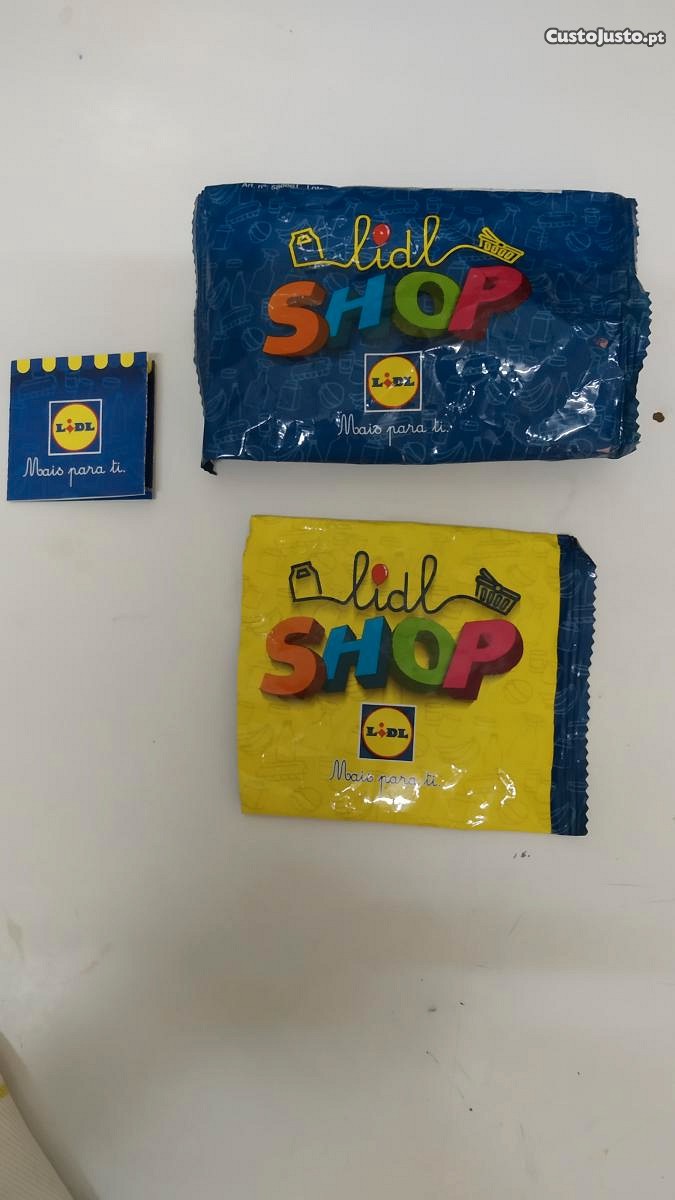 CustoJusto.pt
lidl
SHOP
LIDL
Mais para ti.
LIDL
Mais para ti.
lidl
SHOP
LIDL
Mais para ti.